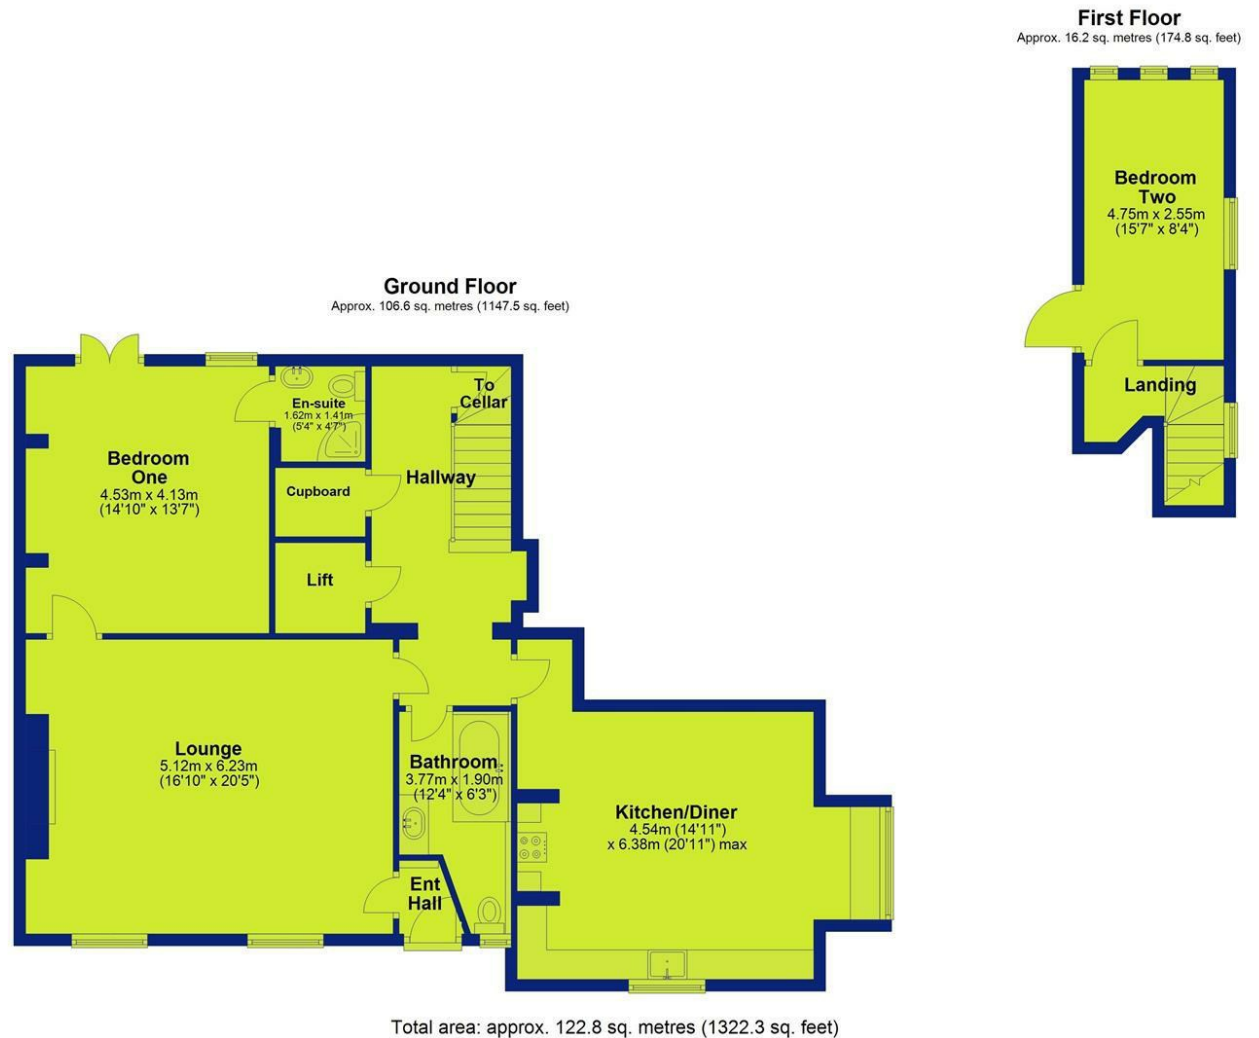 First Floor
Approx. 16.2 sq. metres (174.8 sq. feet)
Bedroom
Two
4.75m x 2.55m
(15'7" x 8'4")
Landing
Ground Floor
Approx. 106.6 sq. metres (1147.5 sq. feet)
To
Cellar
En-suite
1.62m x 1.41m
(5'4" x 4'7")
Bedroom
One
4.53m x 4.13m
(14'10" x 13'7")
Hallway
Cupboard
Lift
Lounge
5.12m x 6.23m
(16'10" x 20'5")
Bathroom
3.77m x 1.90m
(12'4" x 6'3")
Kitchen/Diner
4.54m (14'11")
x 6.38m (20'11") max
Ent
Hall
Total area: approx. 122.8 sq. metres (1322.3 sq. feet)